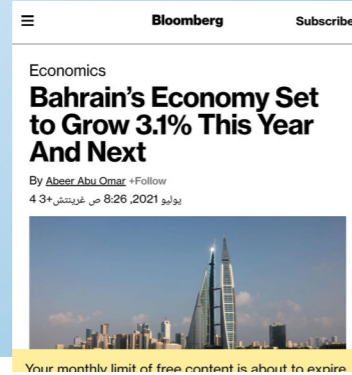 Bloomberg
Subscribe
Economics
Bahrain’s Economy Set
to Grow 3.1% This Year
And Next
By Abeer Abu Omar +Follow
4 يوليو 2021, 8:26 ص غرينتش+3
Your monthly limit of free content is about to expire